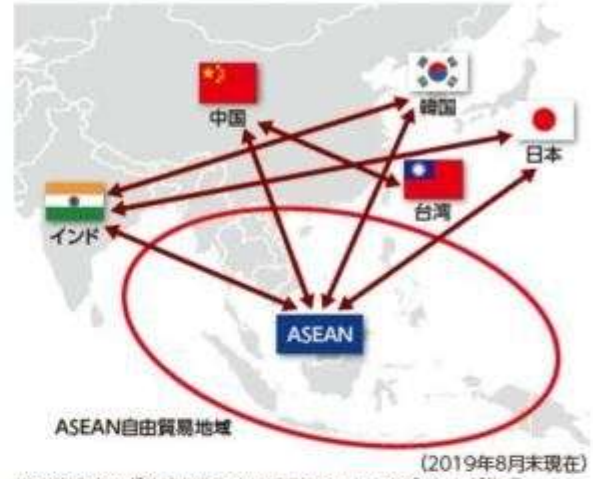 中国
韓国
日本
台湾
インド
ASEAN
ASEAN自由貿易地域
(2019年8月末現在)